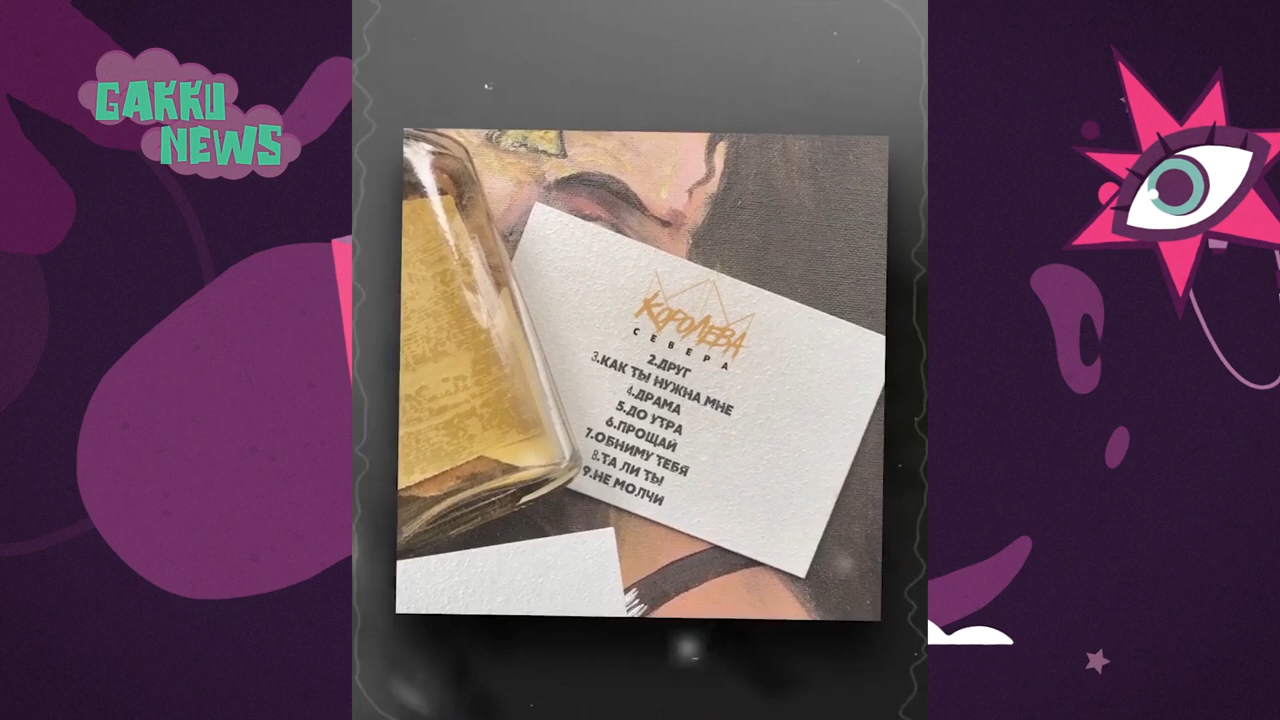 GAKKU
NEWS
КОРОЛЕВА
СЕВЕРА
2.ДРУГ
3.КАК ТЫ НУЖНА МНЕ
4.ДРАМА
5.ДО УТРА
6.ПРОЩАЙ
7.ОБНИМУ ТЕБЯ
8.ТА ЛИ ТЫ
9.НЕ МОЛЧИ